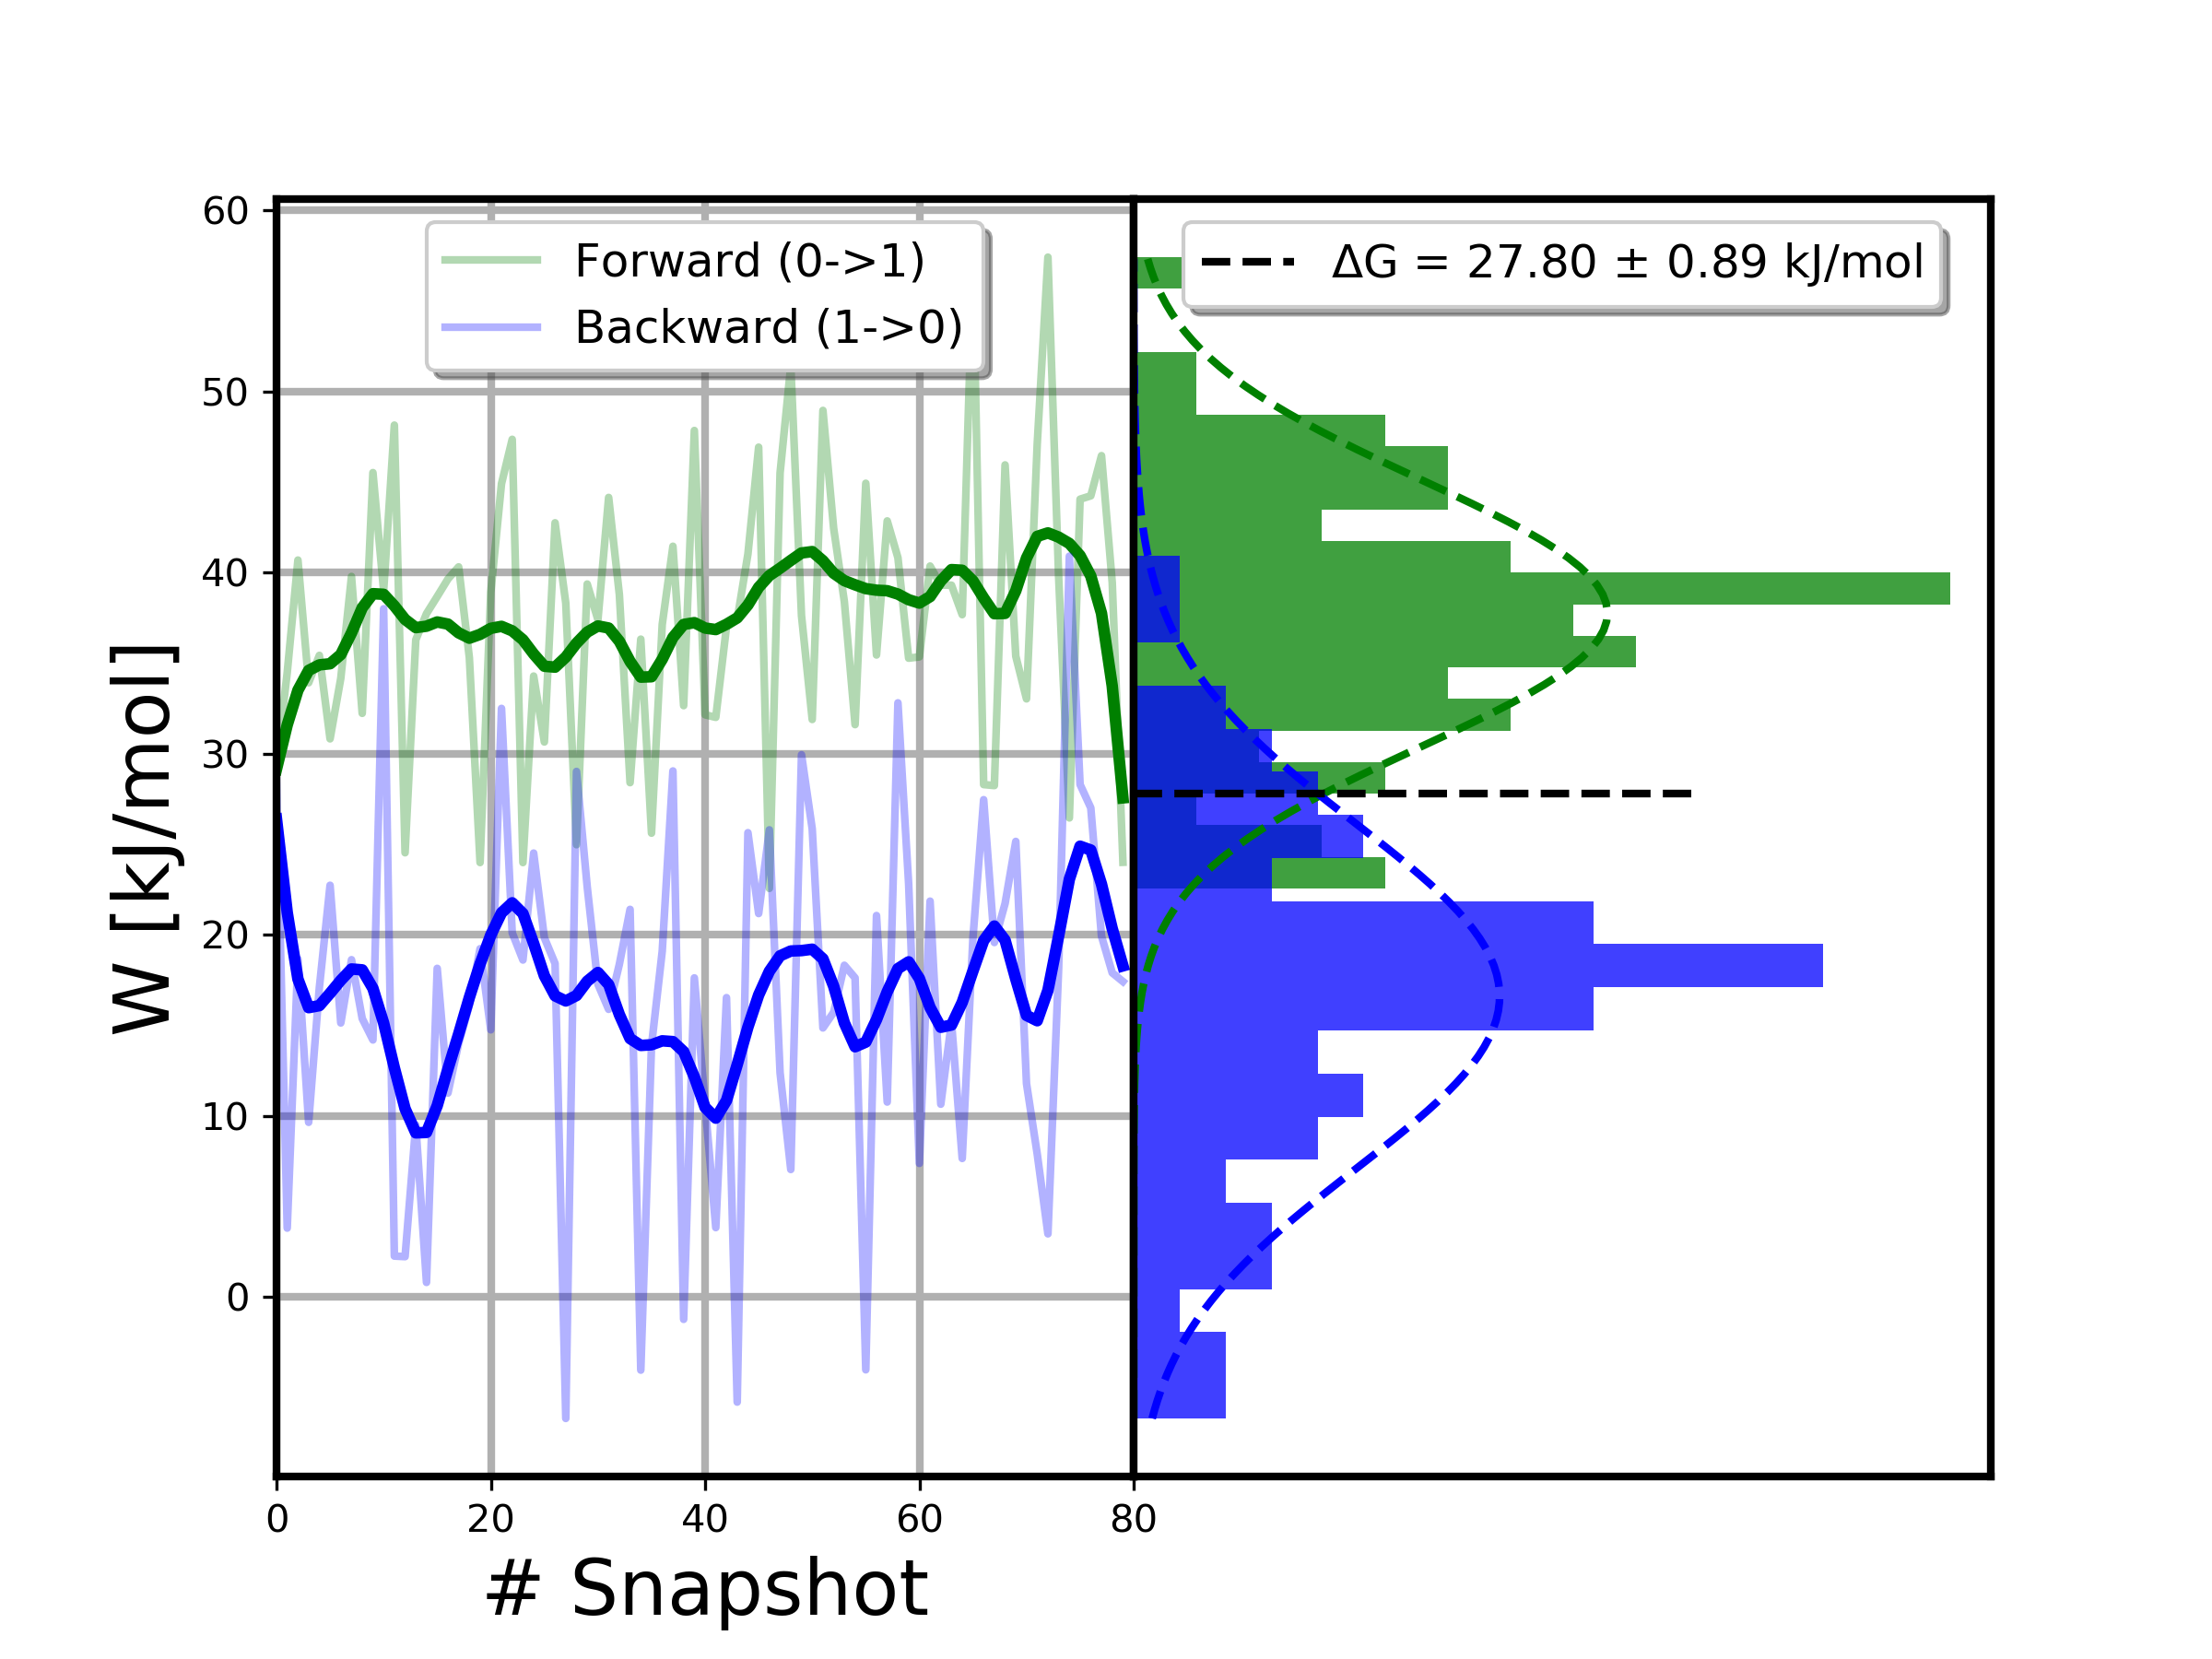 60
50
40
30
20
10
0
W [kJ/mol]
Forward (0->1)
Backward (1->0)
ΔG = 27.80 ± 0.89 kJ/mol
0 20 40 60 80
# Snapshot